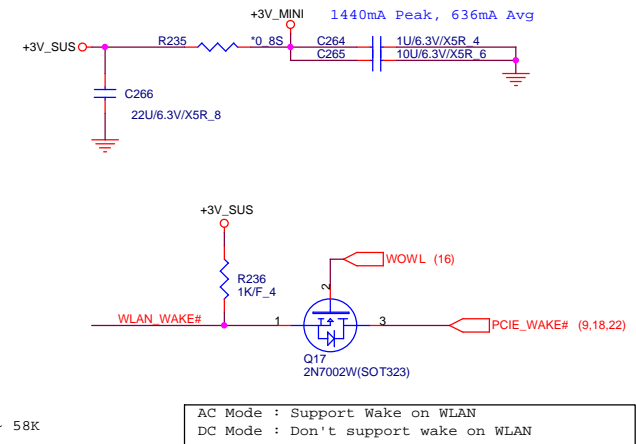 +3V_MINI 1440mA Peak, 636mA Avg
+3V_SUS R235 *0_8S C264 1U/6.3V/X5R_4
C265 10U/6.3V/X5R_6
C266
22U/6.3V/X5R_8
+3V_SUS
WOWL (16)
R236
1K/F_4
2
WLAN_WAKE# 1 3 PCIE_WAKE# (9,18,22)
Q17
2N7002W(SOT323)
58K
AC Mode : Support Wake on WLAN
DC Mode : Don't support wake on WLAN